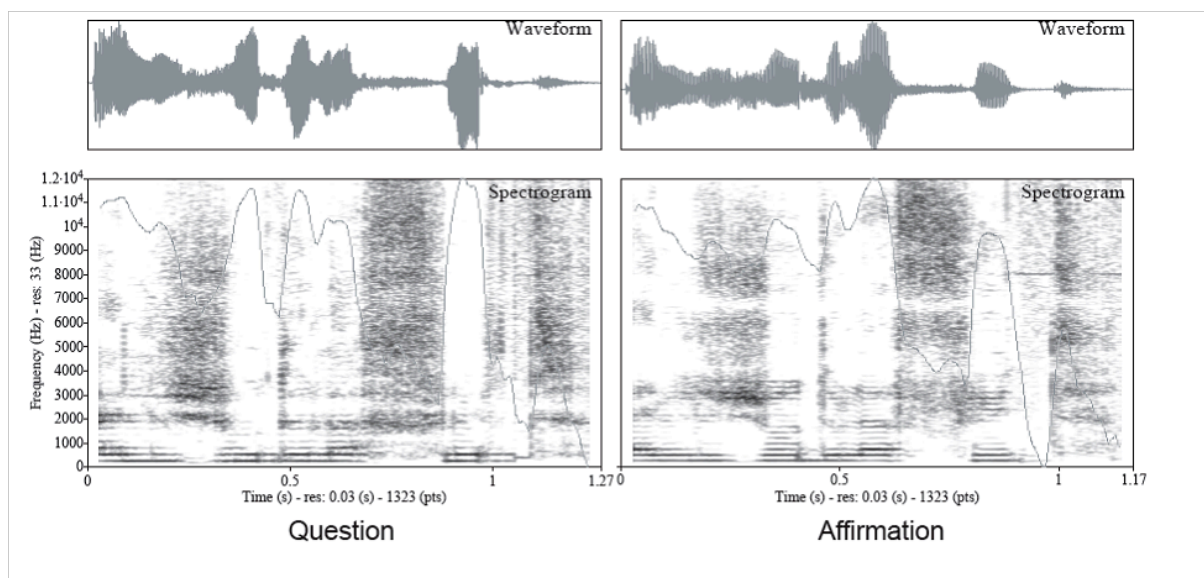 Waveform
Waveform
Spectrogram
Spectrogram
Frequency (Hz) - res: 33 (Hz)
1.2·10⁴
1.1·10⁴
10⁴
9000
8000
7000
6000
5000
4000
3000
2000
1000
0
0 0.5 1 1.27
0 0.5 1 1.17
Time (s) - res: 0.03 (s) - 1323 (pts)
Time (s) - res: 0.03 (s) - 1323 (pts)
Question
Affirmation